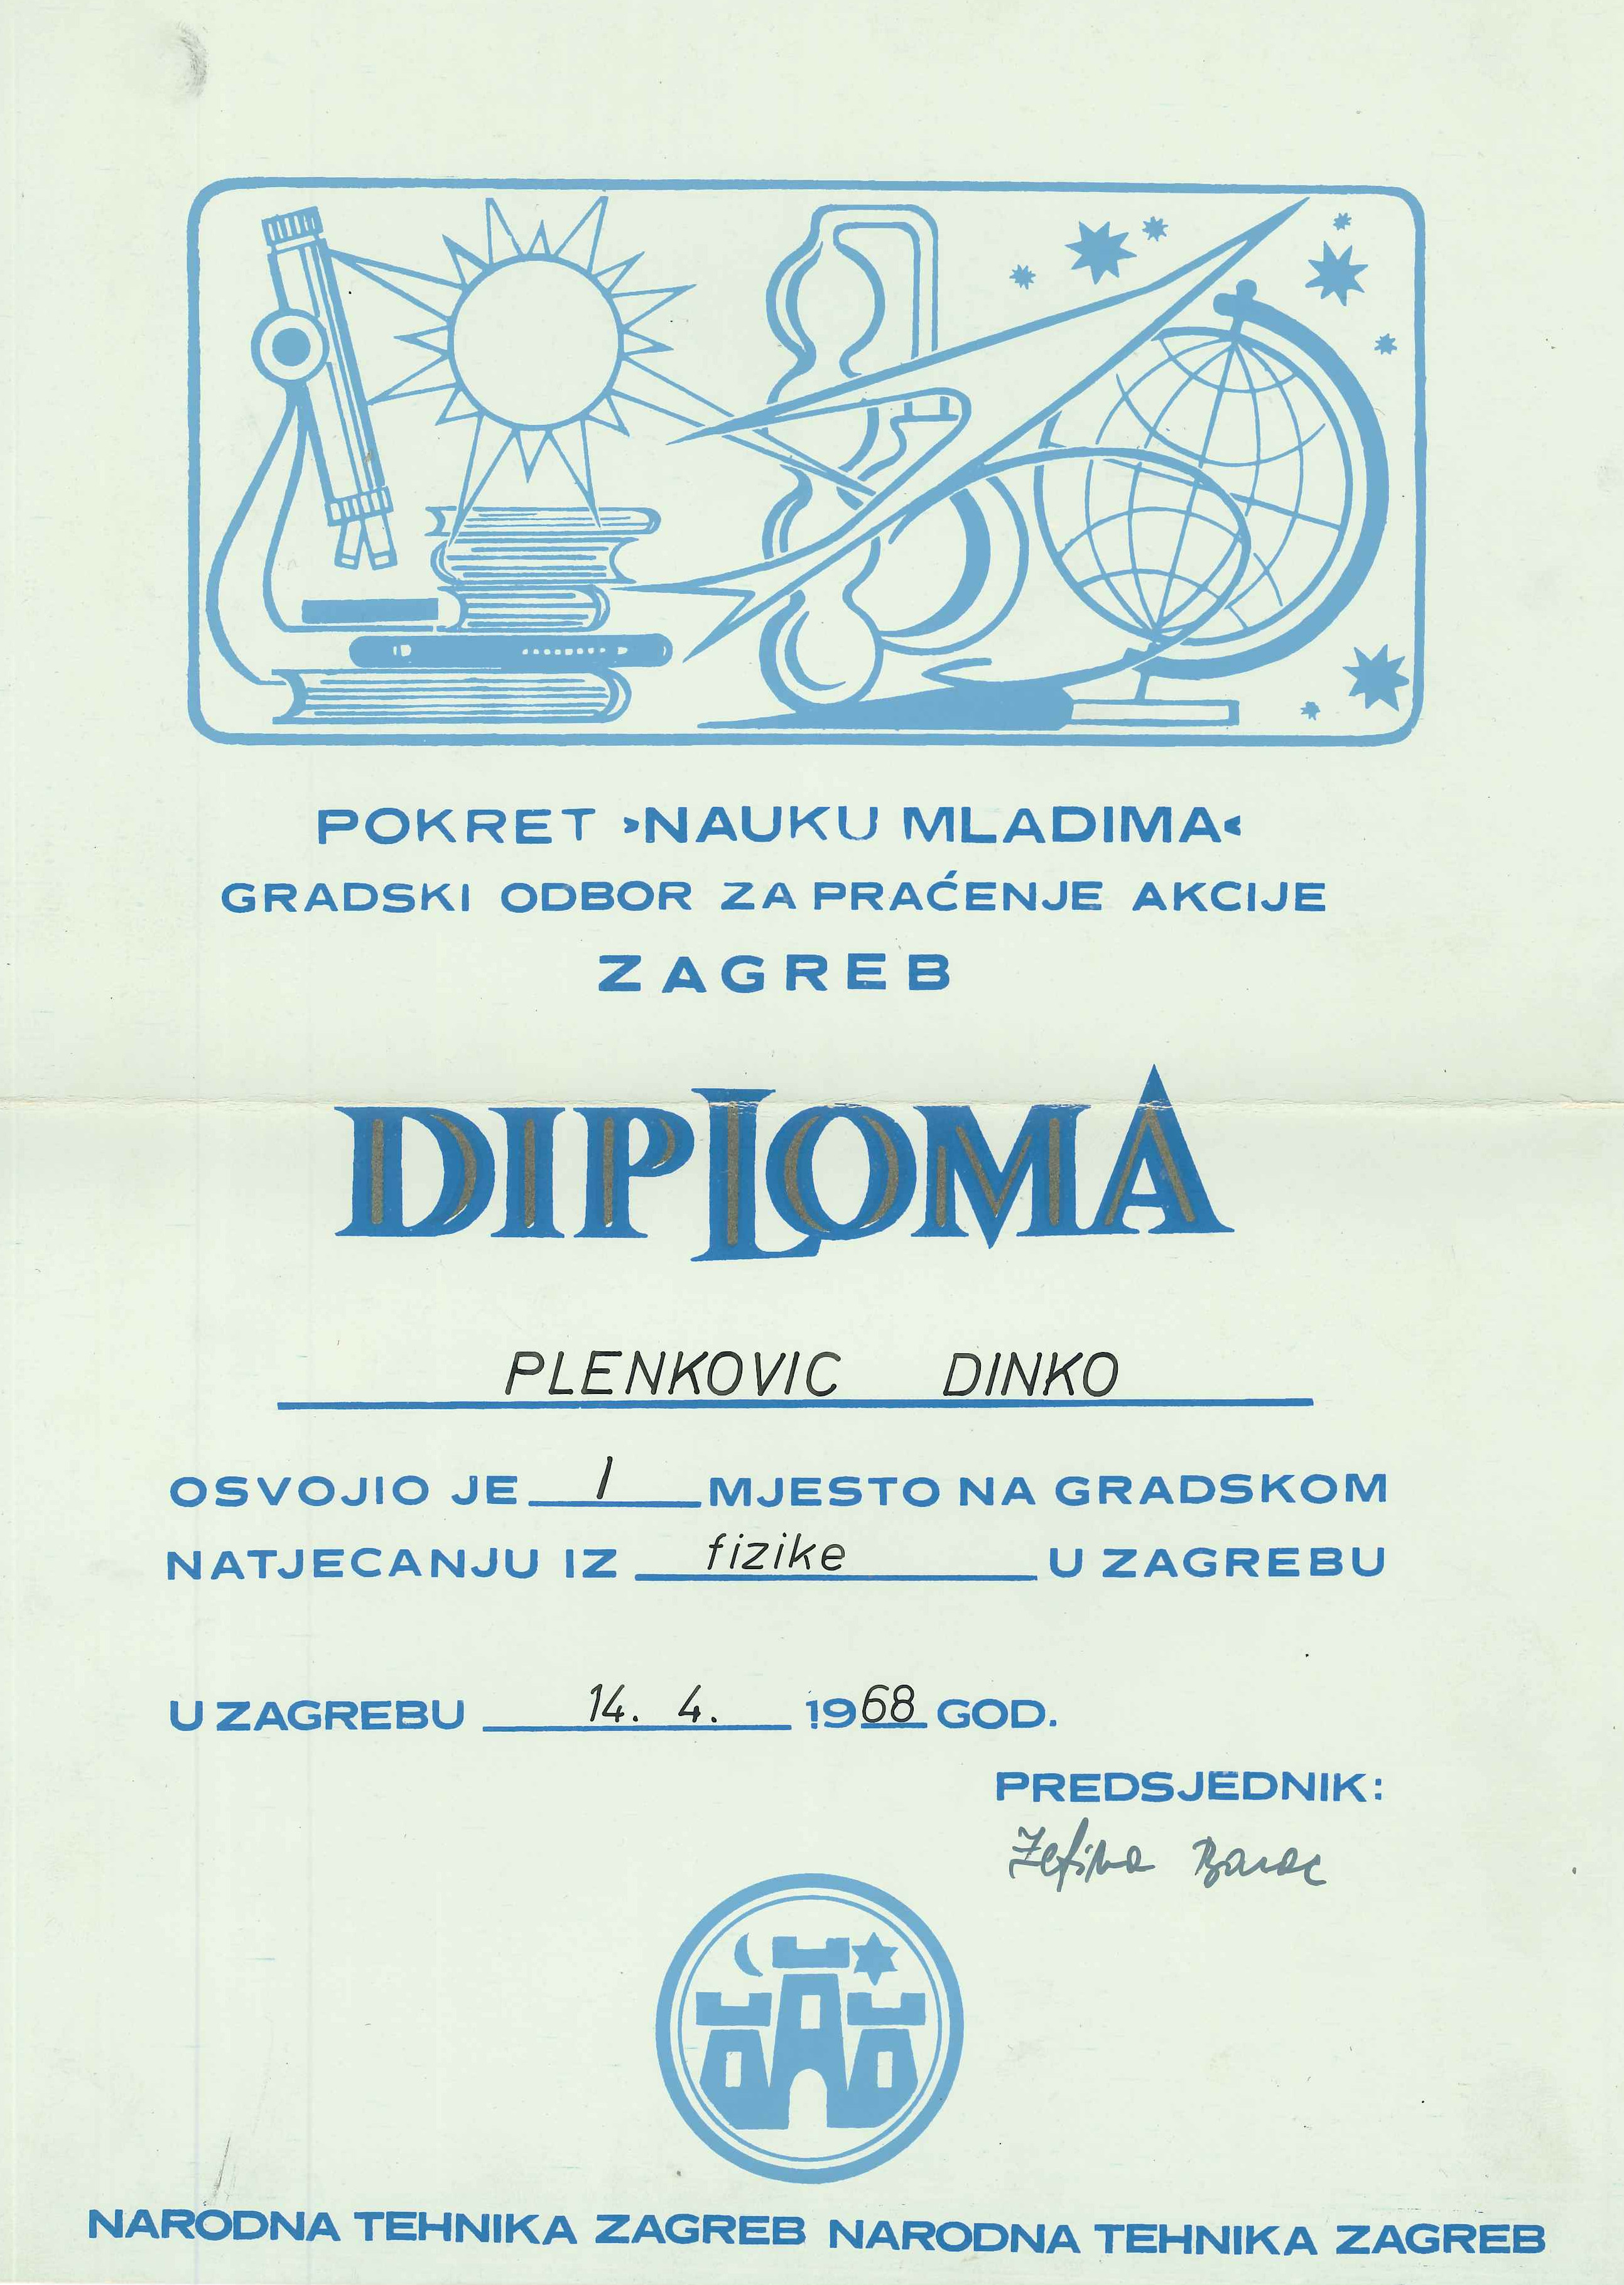 POKRET »NAUKU MLADIMA«
GRADSKI ODBOR ZA PRAĆENJE AKCIJE
ZAGREB
DIPLOMA
PLENKOVIC DINKO
OSVOJIO JE I MJESTO NA GRADSKOM
NATJECANJU IZ fizike U ZAGREBU
U ZAGREBU 14. 4. 1968 GOD.
PREDSJEDNIK:
Barac
NARODNA TEHNIKA ZAGREB NARODNA TEHNIKA ZAGREB